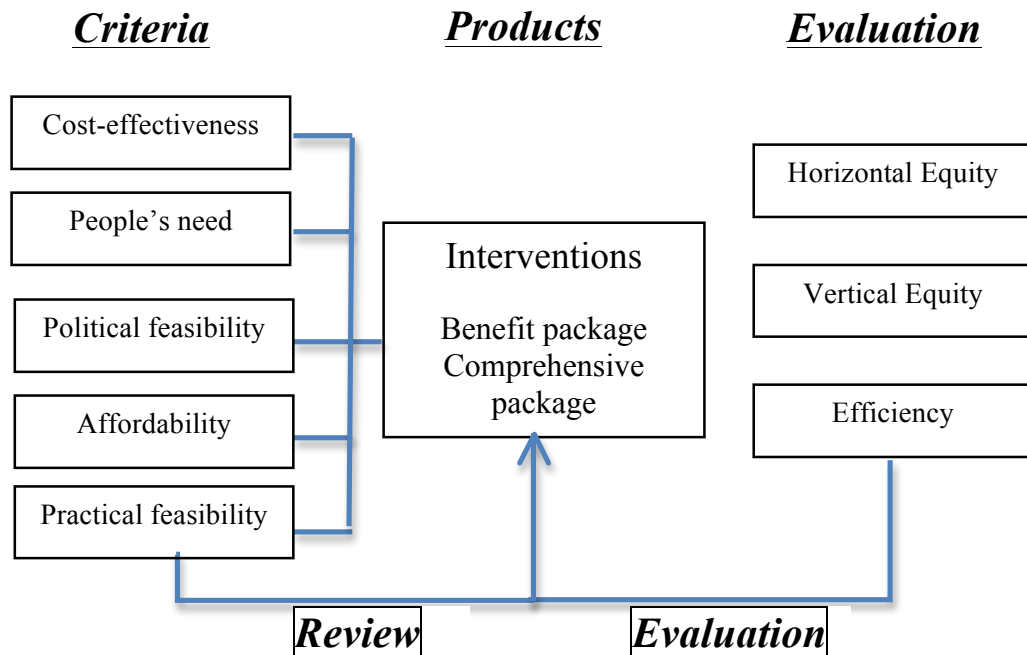 Criteria
Products
Evaluation
Cost-effectiveness
People’s need
Political feasibility
Affordability
Practical feasibility
Interventions
Benefit package
Comprehensive
package
Horizontal Equity
Vertical Equity
Efficiency
Review
Evaluation